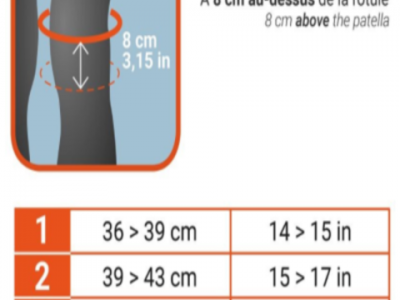 À 8 cm au-dessus de la rotule
8 cm above the patella
8 cm
3,15 in
1 36 > 39 cm 14 > 15 in
2 39 > 43 cm 15 > 17 in